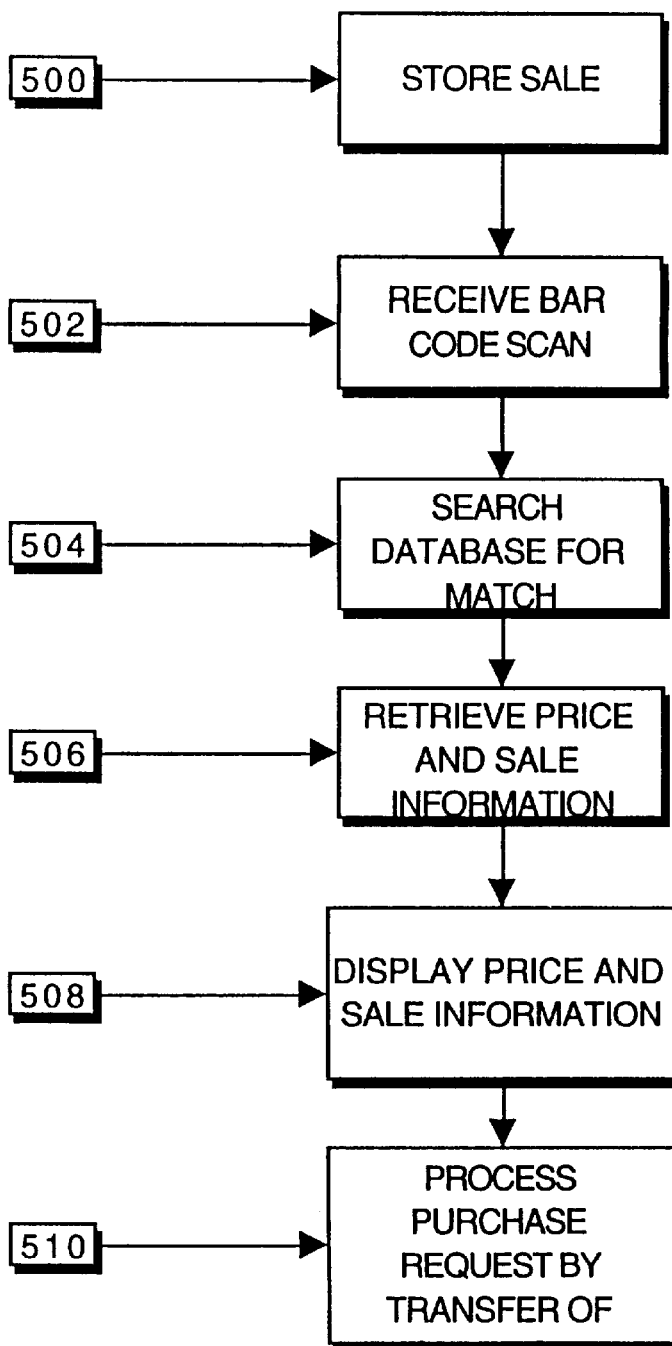 500
STORE SALE
502
RECEIVE BAR
CODE SCAN
504
SEARCH
DATABASE FOR
MATCH
506
RETRIEVE PRICE
AND SALE
INFORMATION
508
DISPLAY PRICE AND
SALE INFORMATION
510
PROCESS
PURCHASE
REQUEST BY
TRANSFER OF